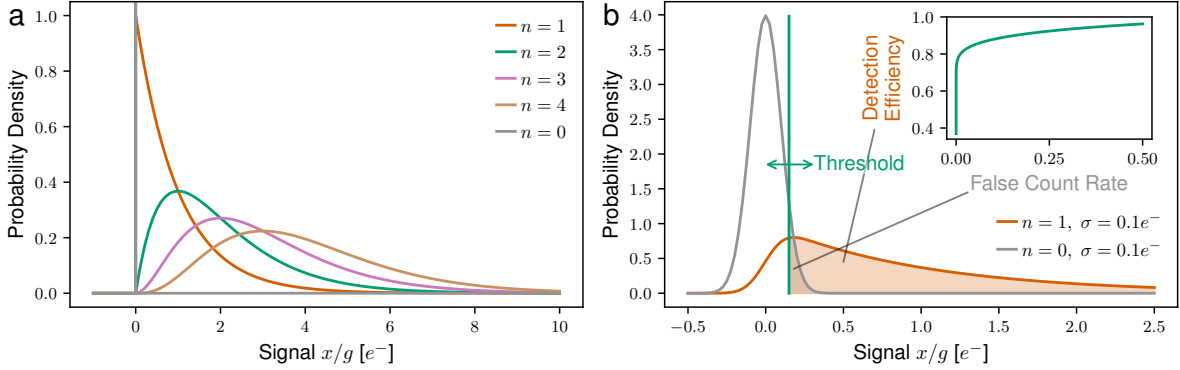 a
1.0
0.8
0.6
0.4
0.2
0.0
Probability Density
0
2
4
6
8
10
Signal x/g [e⁻]
n = 1
n = 2
n = 3
n = 4
n = 0
b
4.0
3.5
3.0
2.5
2.0
1.5
1.0
0.5
0.0
Probability Density
−0.5
0.0
0.5
1.0
1.5
2.0
2.5
Signal x/g [e⁻]
Detection
Efficiency
Threshold
False Count Rate
n = 1, σ = 0.1e⁻
n = 0, σ = 0.1e⁻
1.0
0.8
0.6
0.4
0.00
0.25
0.50